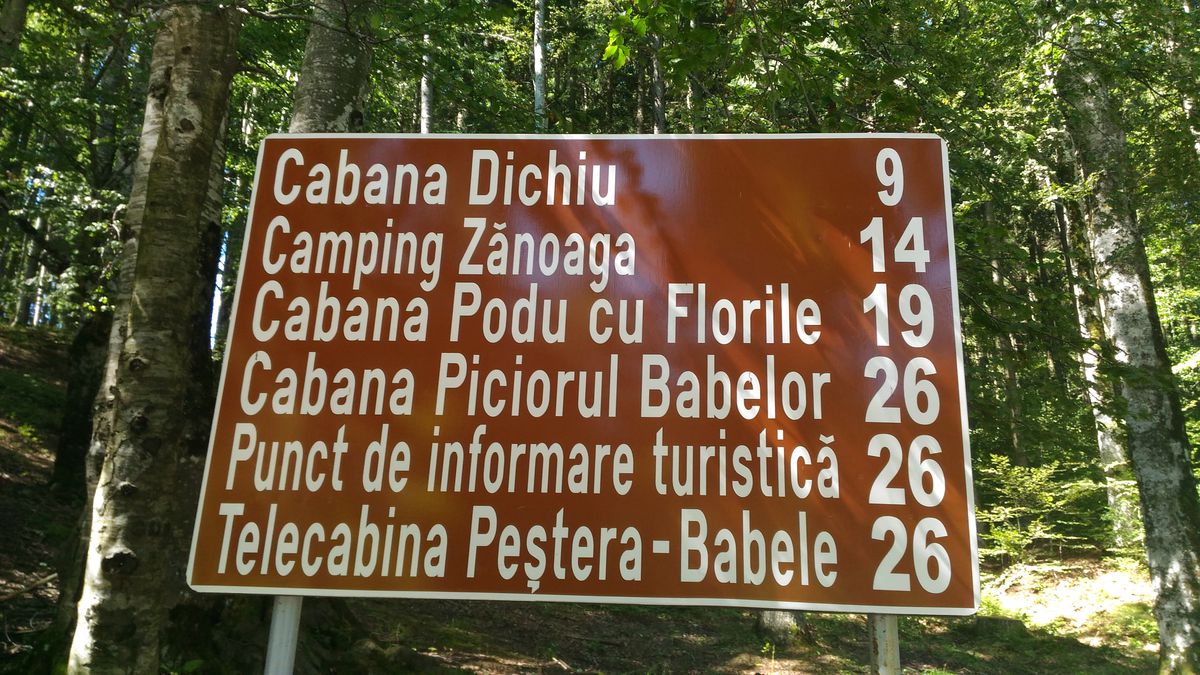 Cabana Dichiu 9
Camping Zănoaga 14
Cabana Podu cu Florile 19
Cabana Piciorul Babelor 26
Punct de informare turistică 26
Telecabina Peștera - Babele 26